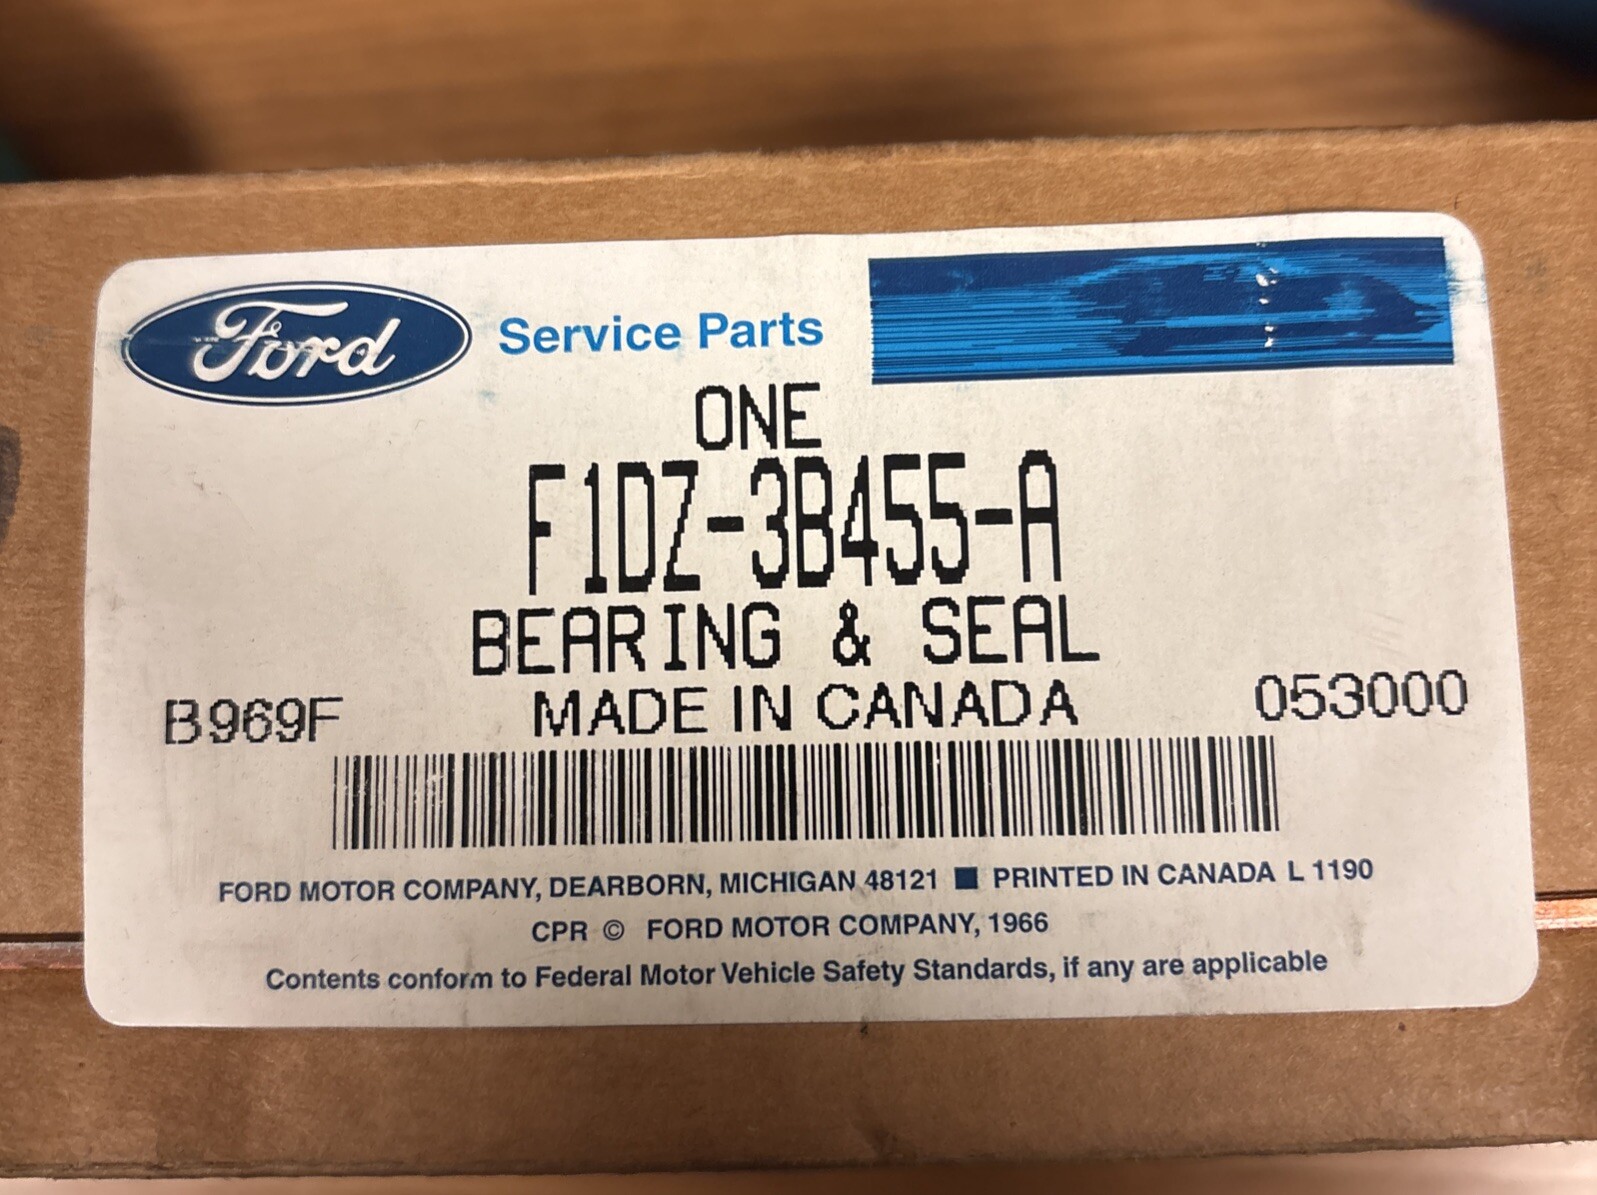 Ford Service Parts
ONE
F1DZ-3B455-A
BEARING & SEAL
B969F MADE IN CANADA 053000
FORD MOTOR COMPANY, DEARBORN, MICHIGAN 48121 ■ PRINTED IN CANADA L 1190
CPR © FORD MOTOR COMPANY, 1966
Contents conform to Federal Motor Vehicle Safety Standards, if any are applicable